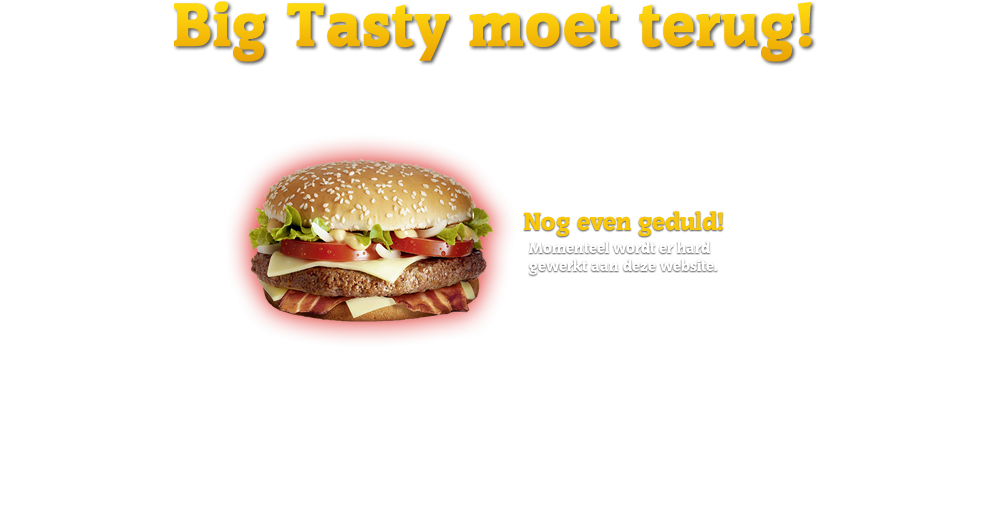 Big Tasty moet terug!
Nog even geduld!
Momenteel wordt er hard
gewerkt aan deze website.